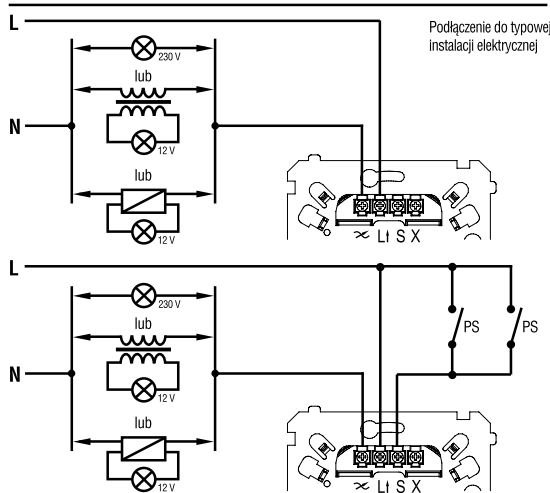 L
Podłączenie do typowej
instalacji elektrycznej
230 V
lub
N
12 V
lub
12 V
L↑ S X
L
230 V
lub
PS
PS
N
12 V
lub
12 V
L↑ S X